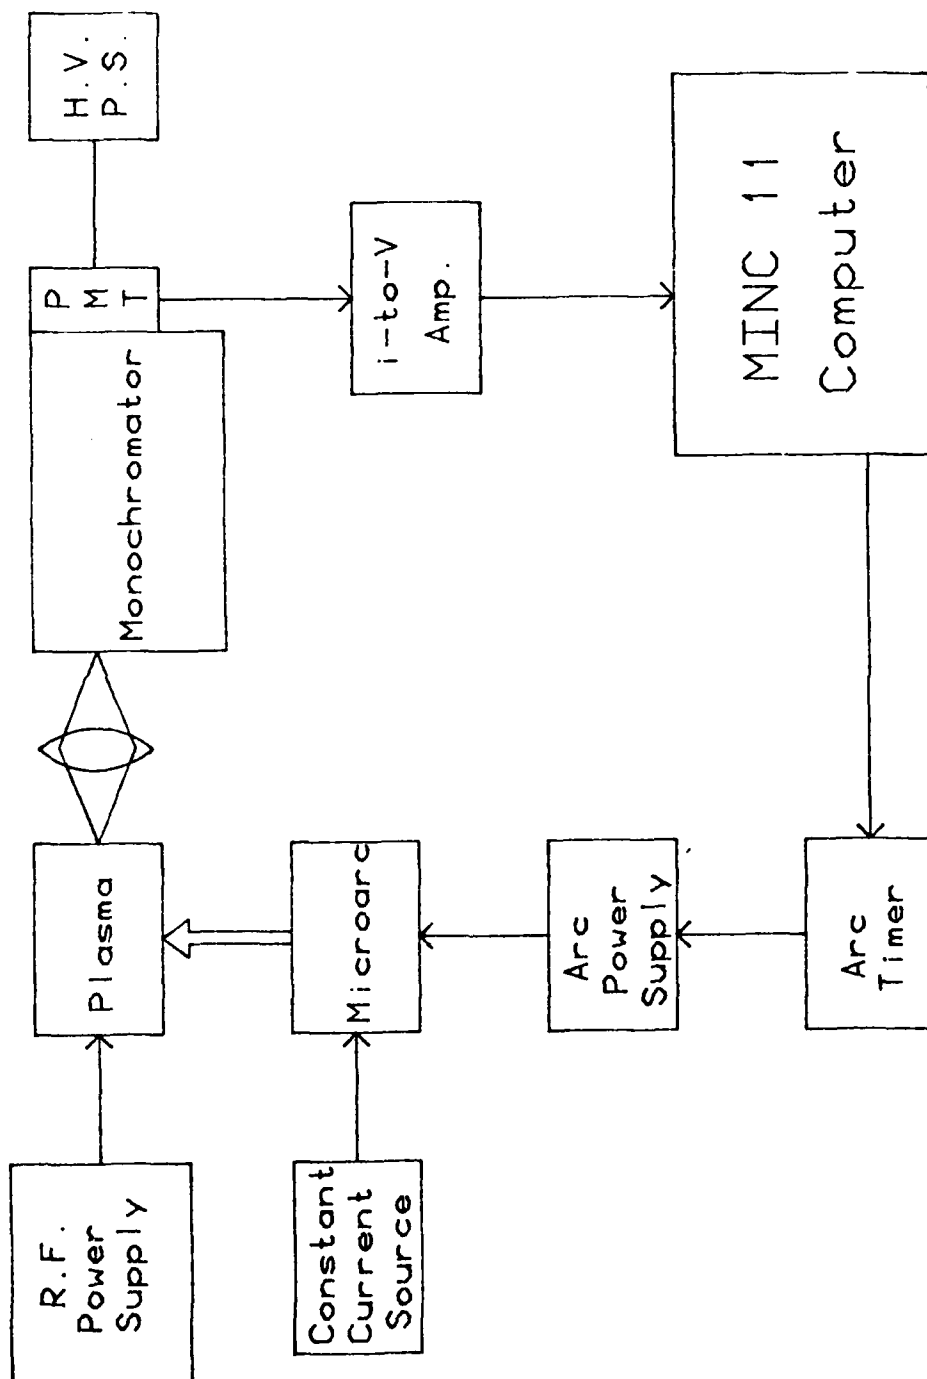 R.F.
Power
Supply
Plasma
Monochromator
P
M
T
H.V.
P.S.
Constant
Current
Source
Microarc
i-to-V
Amp.
Arc
Power
Supply
Arc
Timer
MINC 11
Computer